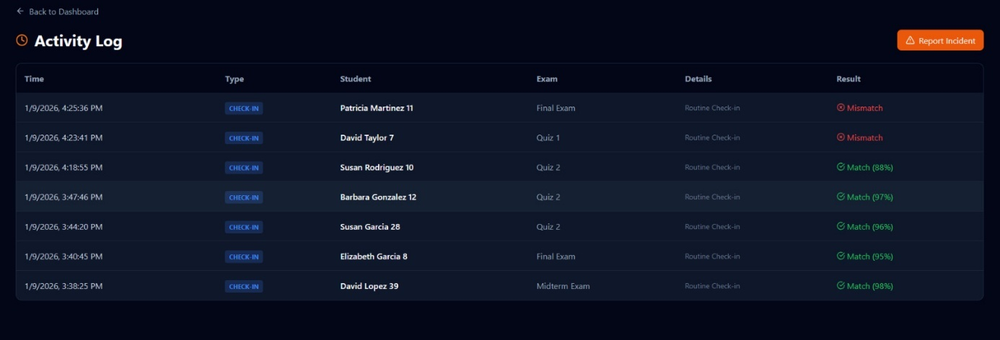 Back to Dashboard
Activity Log
Report Incident
Time Type Student Exam Details Result
1/9/2026, 4:25:36 PM CHECK-IN Patricia Martinez 11 Final Exam Routine Check-in Mismatch
1/9/2026, 4:23:41 PM CHECK-IN David Taylor 7 Quiz 1 Routine Check-in Mismatch
1/9/2026, 4:18:55 PM CHECK-IN Susan Rodriguez 10 Quiz 2 Routine Check-in Match (88%)
1/9/2026, 3:47:46 PM CHECK-IN Barbara Gonzalez 12 Quiz 2 Routine Check-in Match (97%)
1/9/2026, 3:44:20 PM CHECK-IN Susan Garcia 28 Quiz 2 Routine Check-in Match (96%)
1/9/2026, 3:40:45 PM CHECK-IN Elizabeth Garcia 8 Final Exam Routine Check-in Match (95%)
1/9/2026, 3:38:25 PM CHECK-IN David Lopez 39 Midterm Exam Routine Check-in Match (98%)